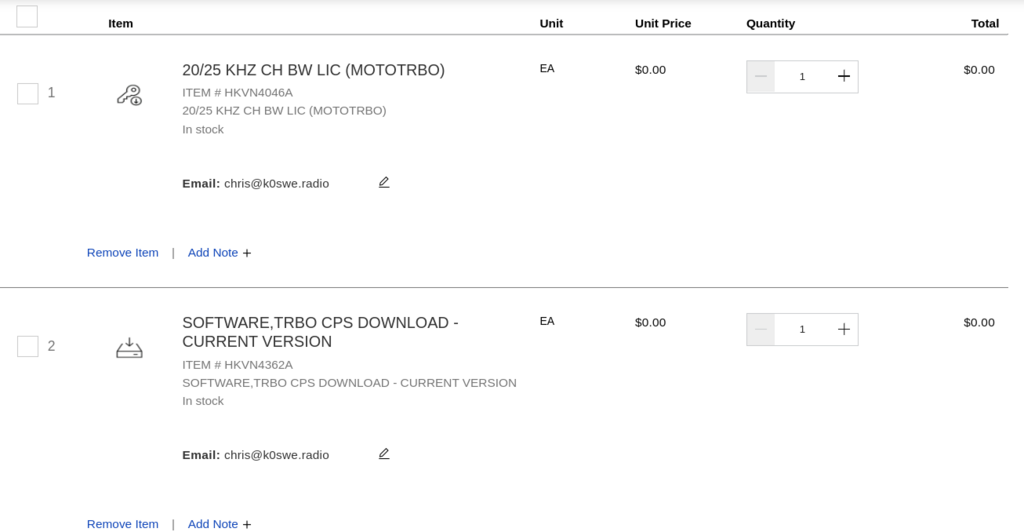 Item Unit Unit Price Quantity Total
1
20/25 KHZ CH BW LIC (MOTOTRBO) EA $0.00 1 $0.00
ITEM # HKVN4046A
20/25 KHZ CH BW LIC (MOTOTRBO)
In stock
Email: chris@k0swe.radio
Remove Item | Add Note +
2
SOFTWARE,TRBO CPS DOWNLOAD - EA $0.00 1 $0.00
CURRENT VERSION
ITEM # HKVN4362A
SOFTWARE,TRBO CPS DOWNLOAD - CURRENT VERSION
In stock
Email: chris@k0swe.radio
Remove Item | Add Note +